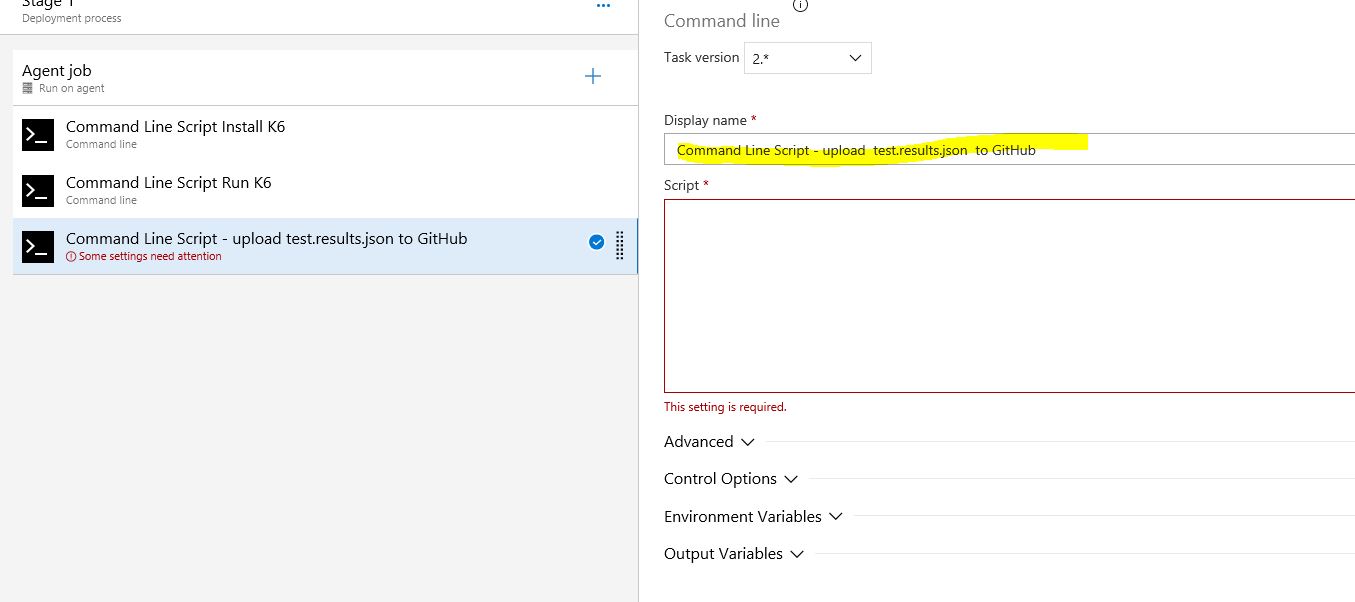 Stage 1
Deployment process
Agent job
Run on agent
Command Line Script Install K6
Command line
Command Line Script Run K6
Command line
Command Line Script - upload test.results.json to GitHub
Some settings need attention
Command line
Task version 2.*
Display name *
Command Line Script - upload  test.results.json  to GitHub
Script *
This setting is required.
Advanced
Control Options
Environment Variables
Output Variables